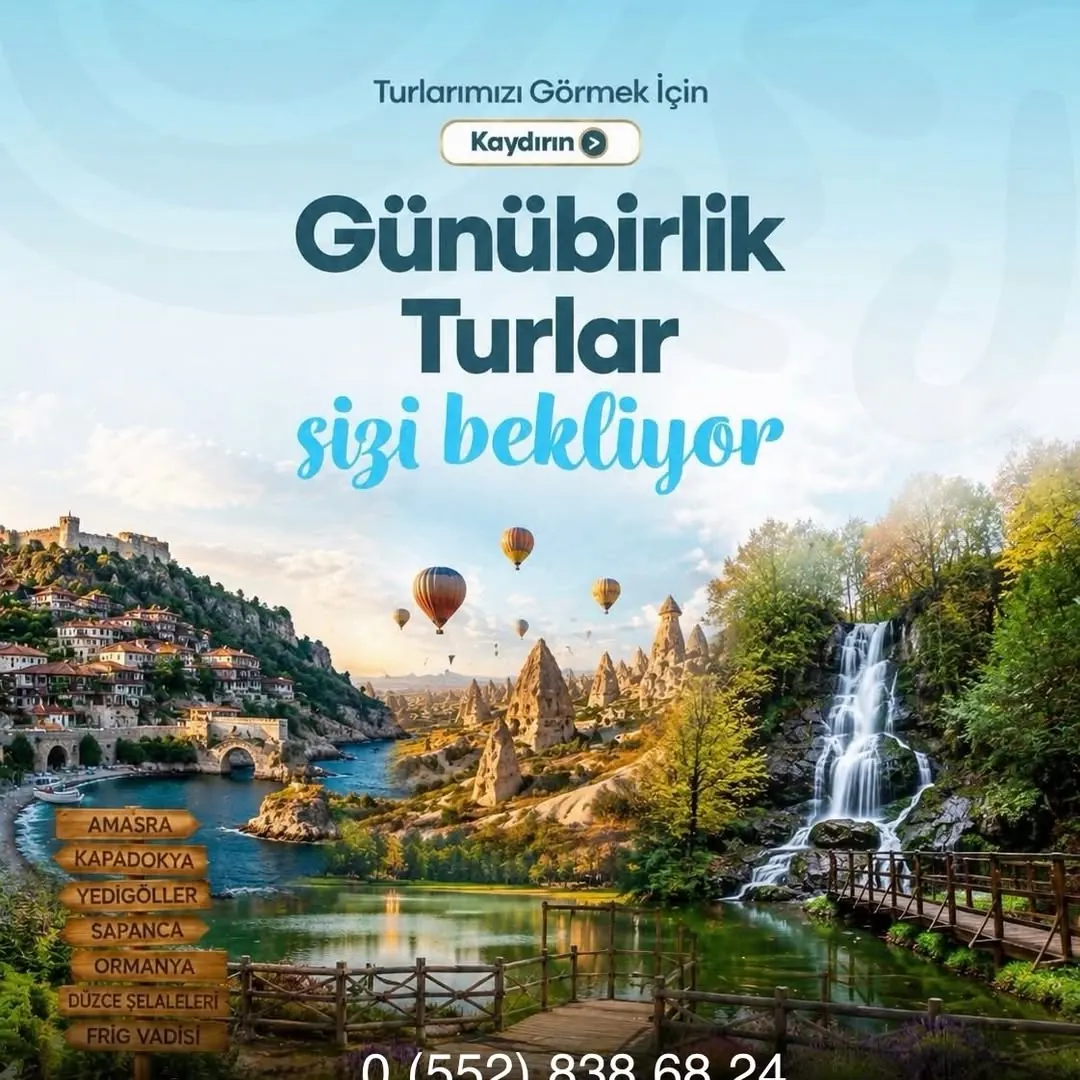 Turlarımızı Görmek İçin
Kaydırın >
Günübirlik
Turlar
sizi bekliyor
AMASRA
KAPADOKYA
YEDİGÖLLER
SAPANCA
ORMANYA
DÜZCE ŞELALELERİ
FRİG VADİSİ
0 (552) 838 68 24